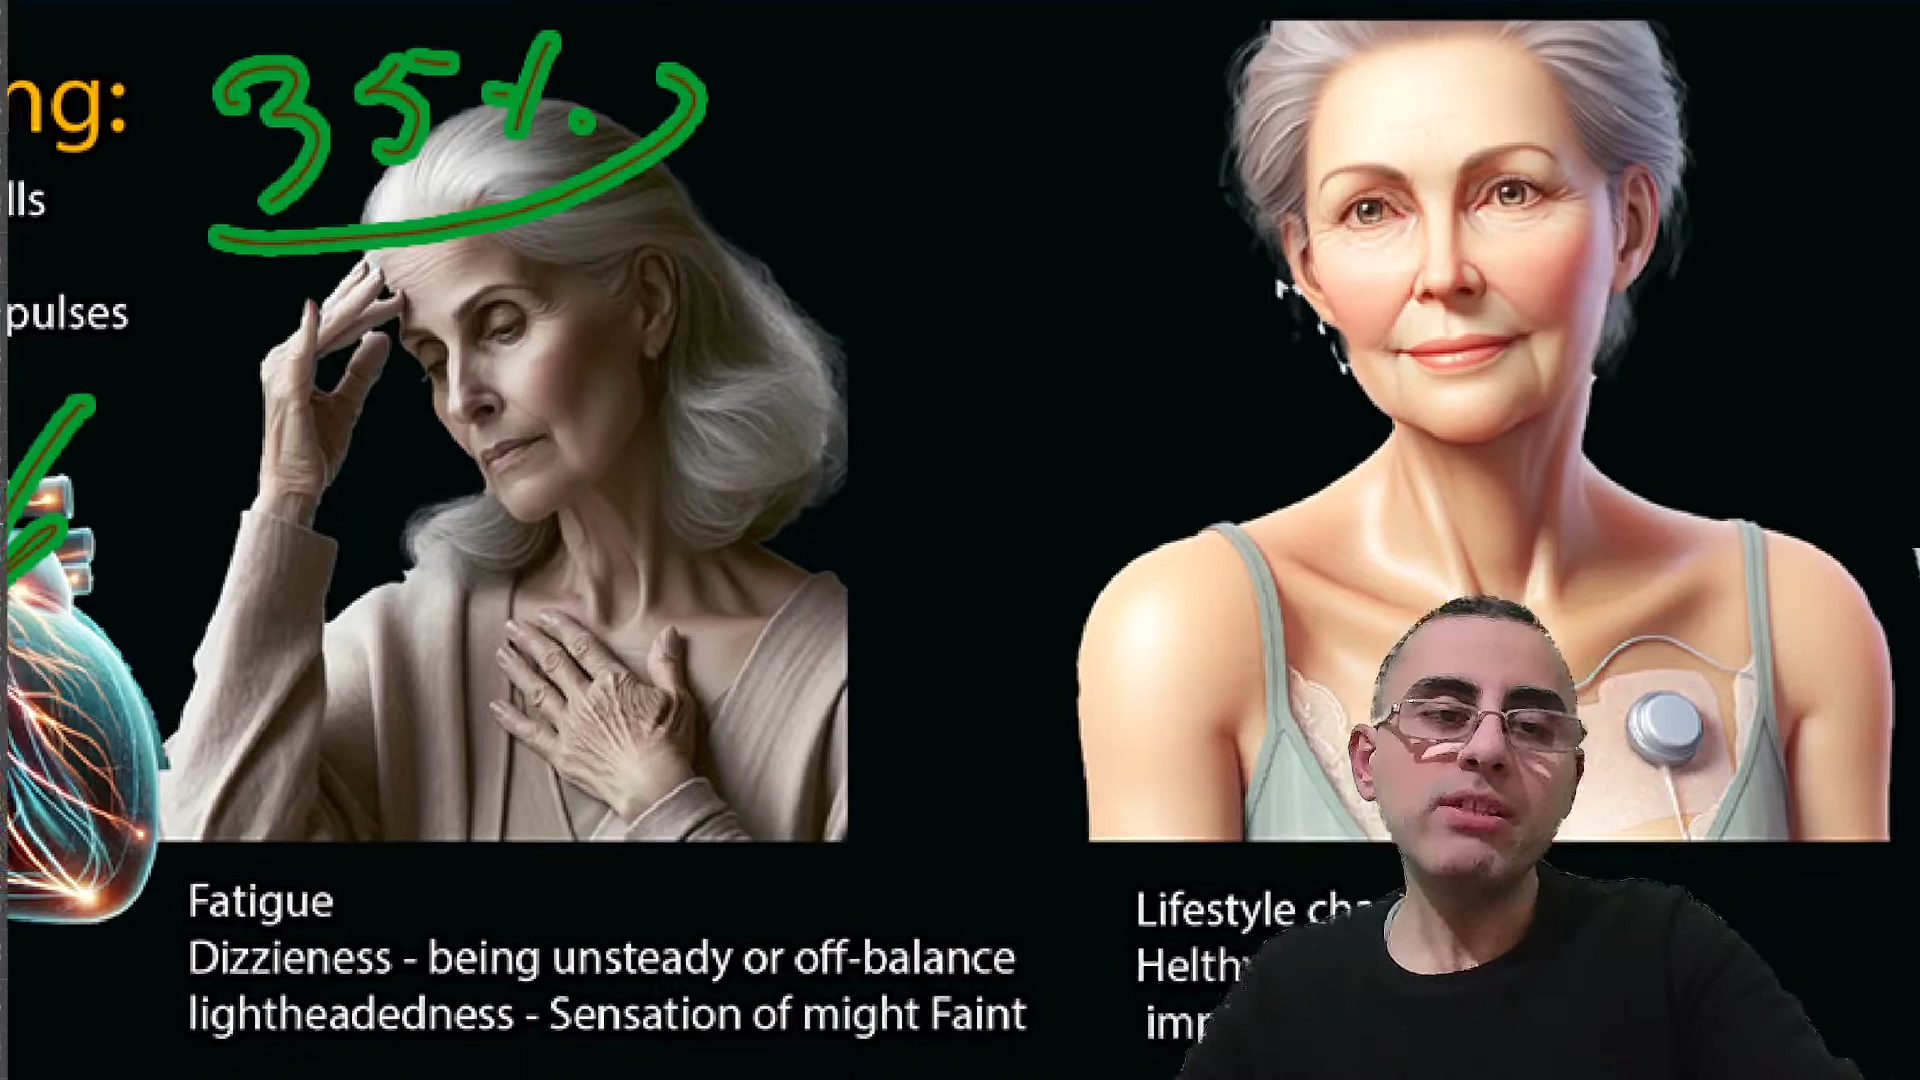 35%
ng:
lls
pulses
Fatigue
Dizzieness - being unsteady or off-balance
lightheadedness - Sensation of might Faint
Lifestyle